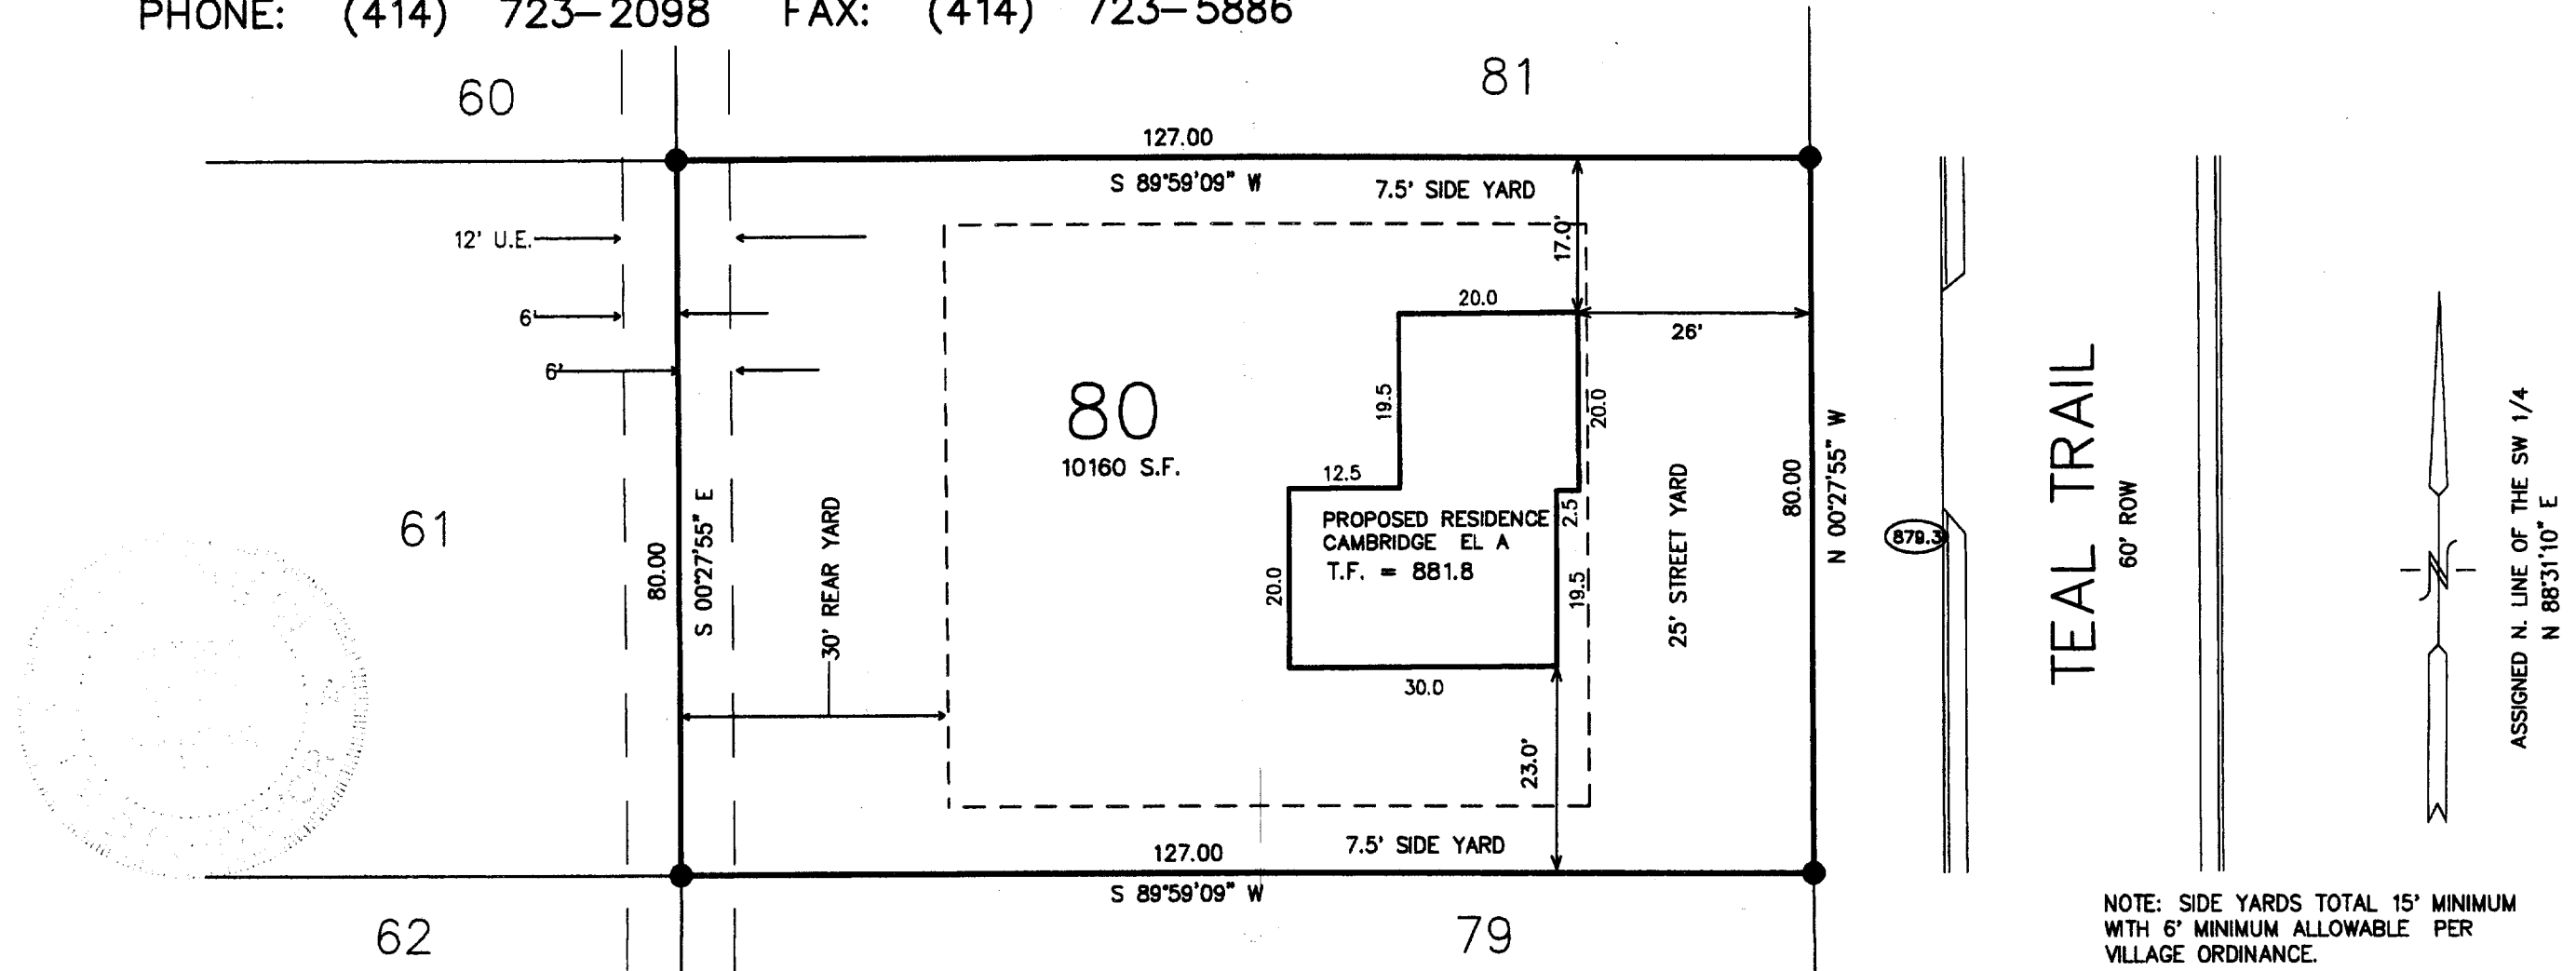 PHONE: (414) 723-2098 FAX: (414) 723-5886
60
81
127.00
S 89°59'09" W
7.5' SIDE YARD
12' U.E.
17.0'
6'
20.0
26'
6'
19.5
20.0
80
10160 S.F.
12.5
PROPOSED RESIDENCE
CAMBRIDGE EL A
T.F. = 881.8
2.5
61
80.00
S 00°27'55" E
30' REAR YARD
20.0
19.5
25' STREET YARD
80.00
N 00°27'55" W
879.3
TEAL TRAIL
60' ROW
N
ASSIGNED N. LINE OF THE SW 1/4
N 88°31'10" E
30.0
23.0'
127.00
7.5' SIDE YARD
S 89°59'09" W
62
79
NOTE: SIDE YARDS TOTAL 15' MINIMUM
WITH 6' MINIMUM ALLOWABLE PER
VILLAGE ORDINANCE.